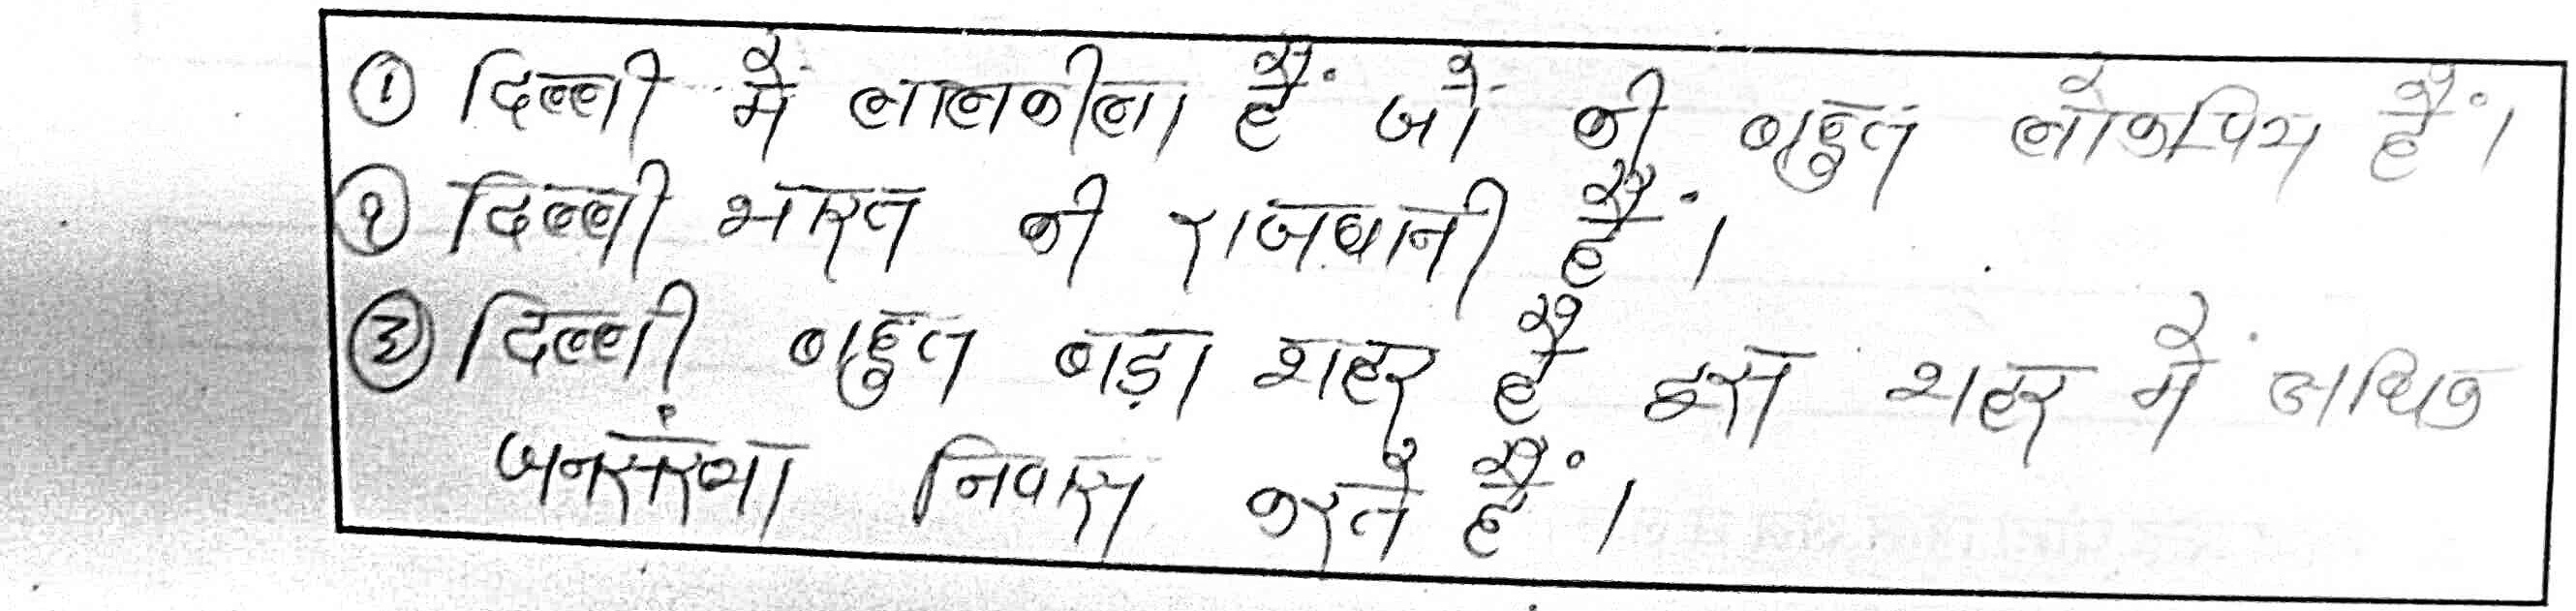 ① दिल्ली में लालकीला हैं जो की बहुत लोकप्रिय हैं।
② दिल्ली भारत की राजधानी हैं।
③ दिल्ली बहुत बड़ा शहर है इस शहर में अधिक
जनसंख्या निवास करते हैं।